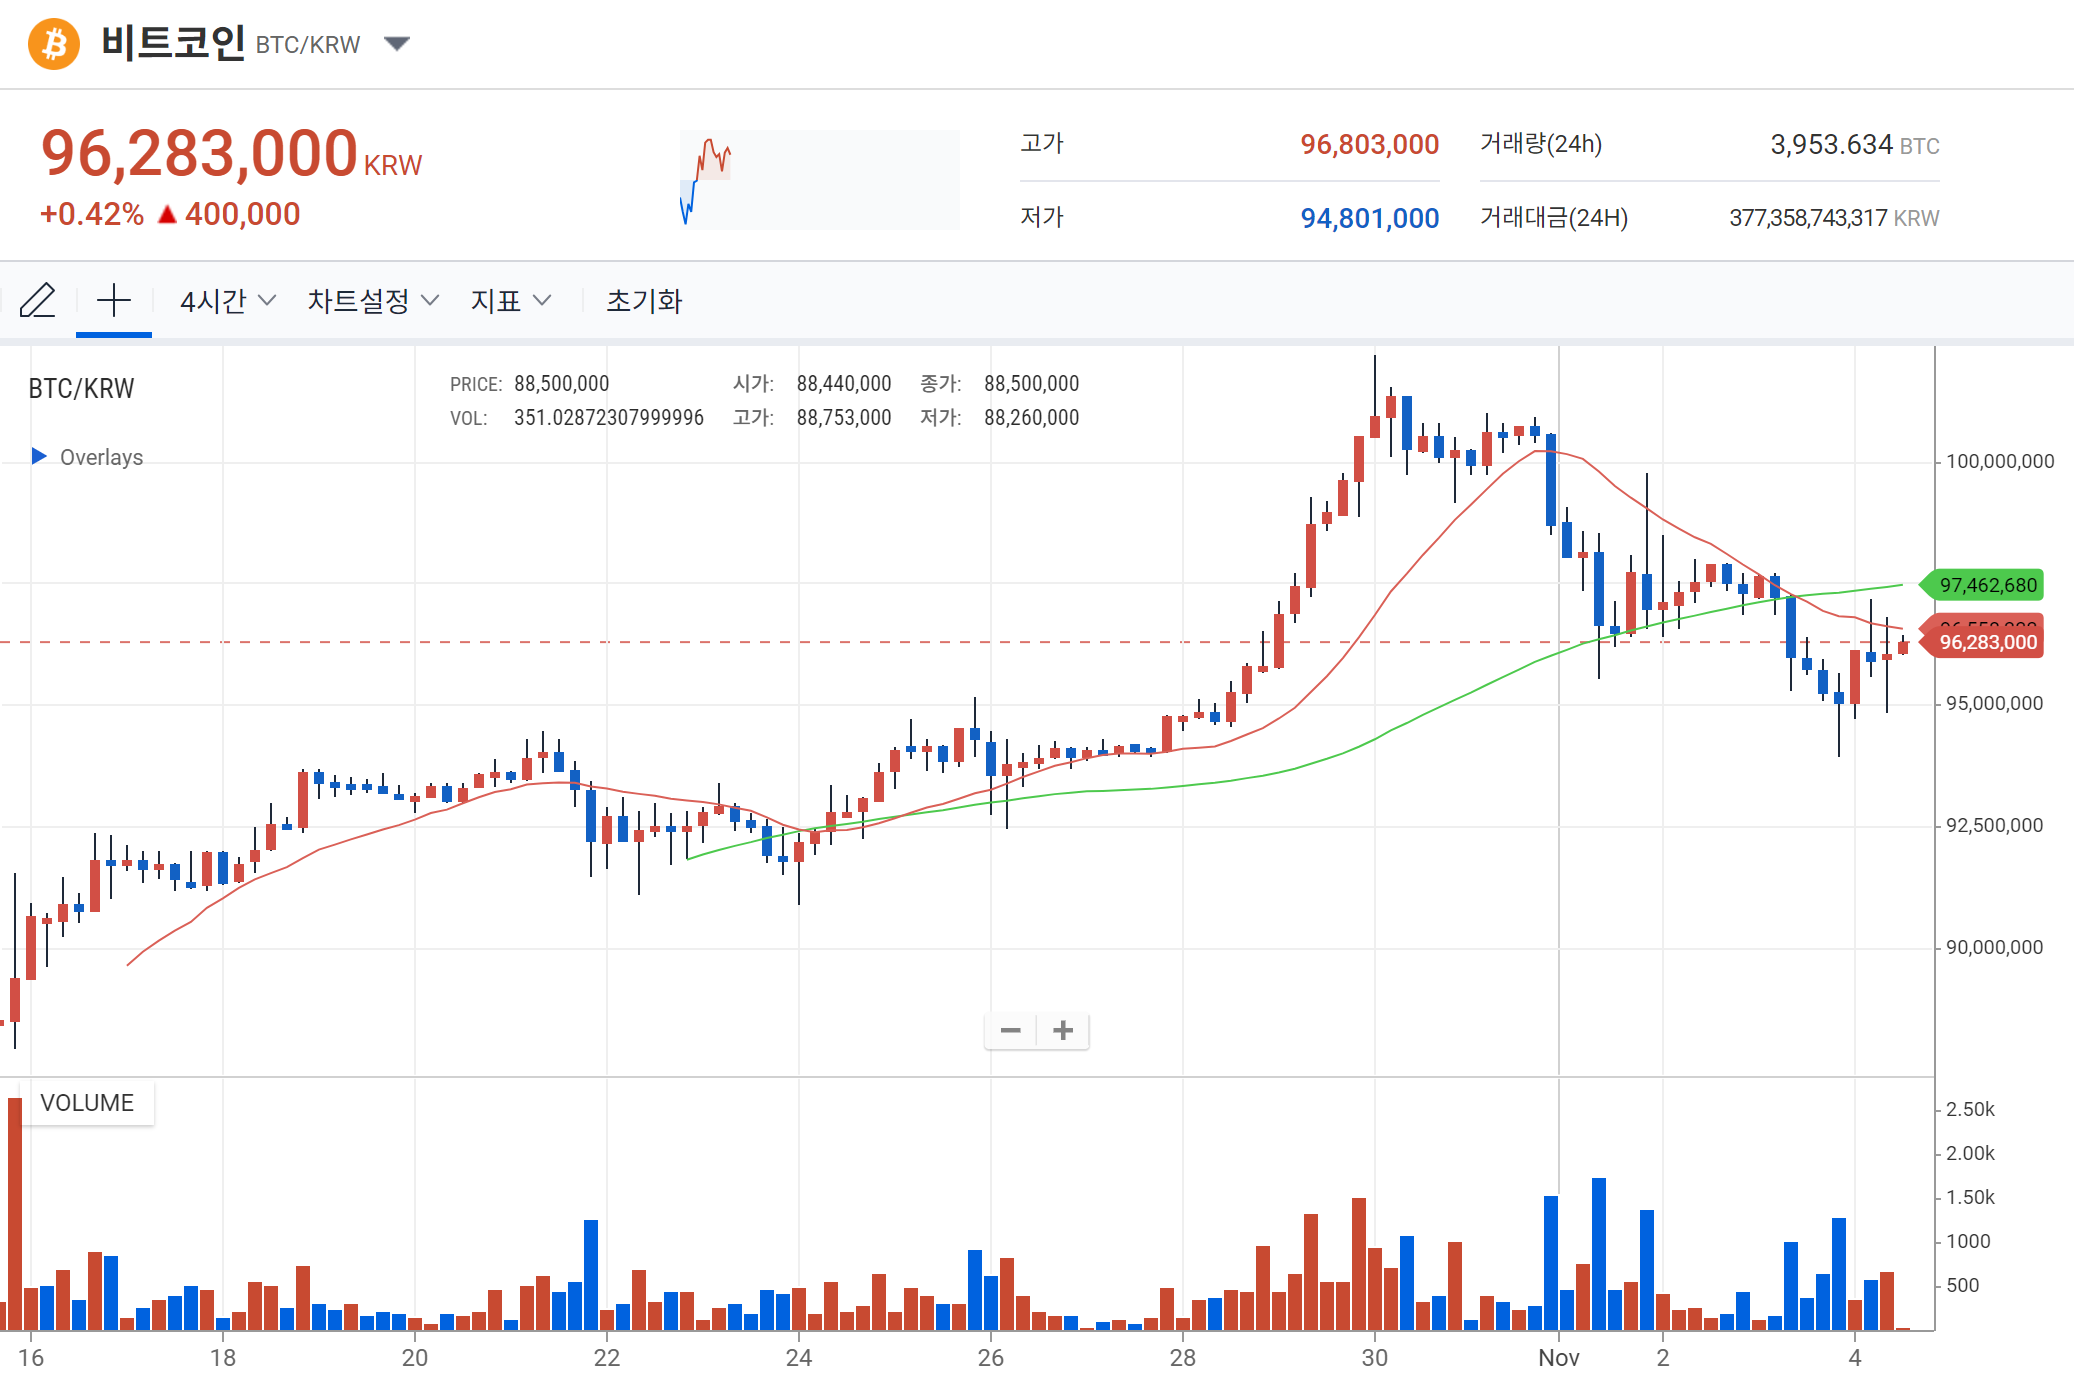 비트코인 BTC/KRW
96,283,000 KRW
+0.42% ▲ 400,000
고가 96,803,000
저가 94,801,000
거래량(24h) 3,953.634 BTC
거래대금(24H) 377,358,743,317 KRW
4시간 차트설정 지표 초기화
BTC/KRW
PRICE: 88,500,000 시가: 88,440,000 종가: 88,500,000
VOL: 351.02872307999996 고가: 88,753,000 저가: 88,260,000
Overlays
100,000,000
97,462,680
96,283,000
95,000,000
92,500,000
90,000,000
VOLUME
2.50k
2.00k
1.50k
1000
500
16 18 20 22 24 26 28 30 Nov 2 4